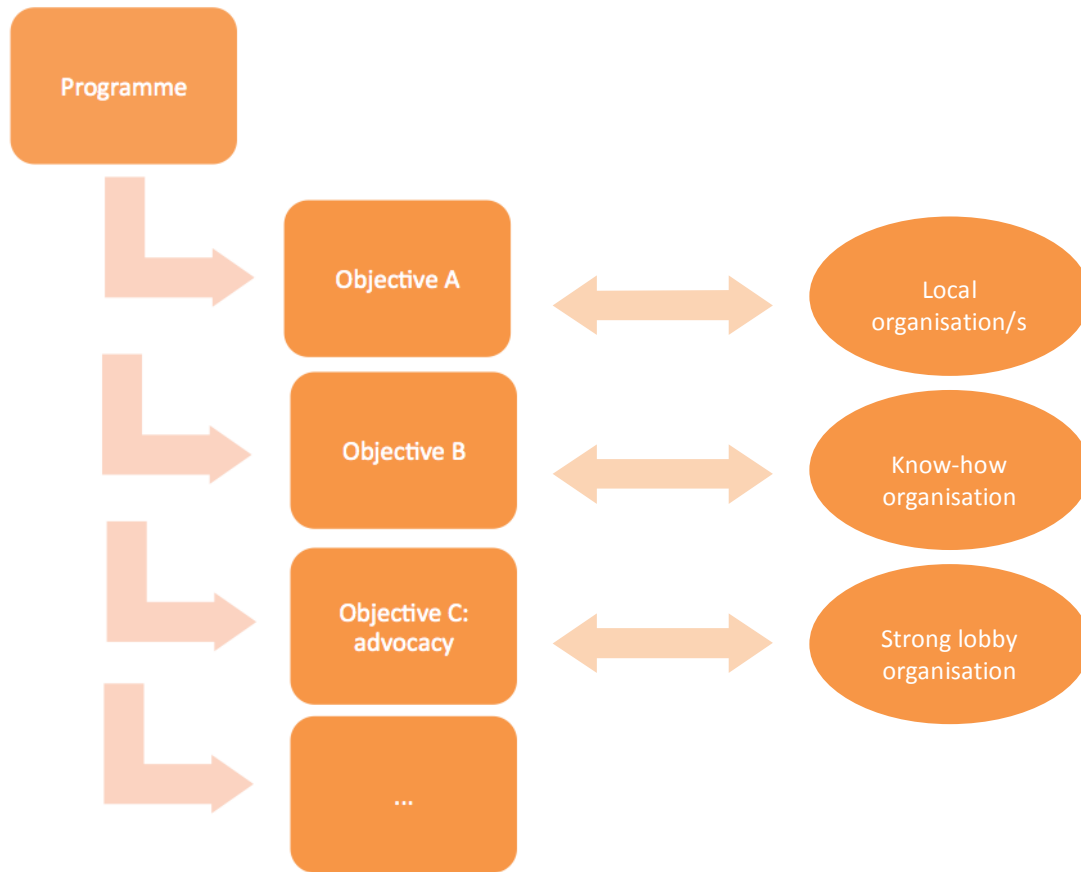 Programme
Objective A
Local
organisation/s
Objective B
Know-how
organisation
Objective C:
advocacy
Strong lobby
organisation
...